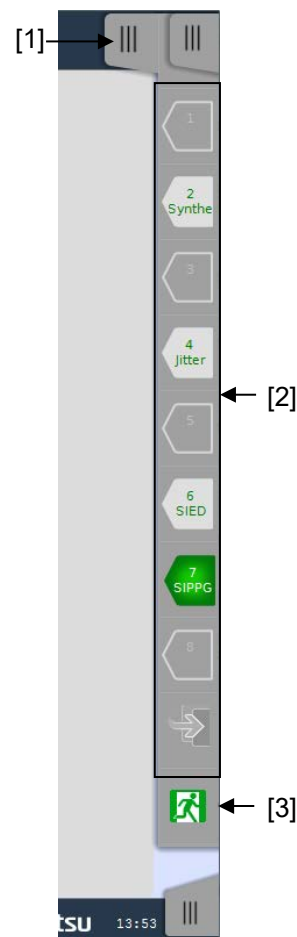 [1]
1
2
Synthe
3
4
Jitter
[2]
5
6
SIED
7
SIPPG
8
[3]
tsu 13:53